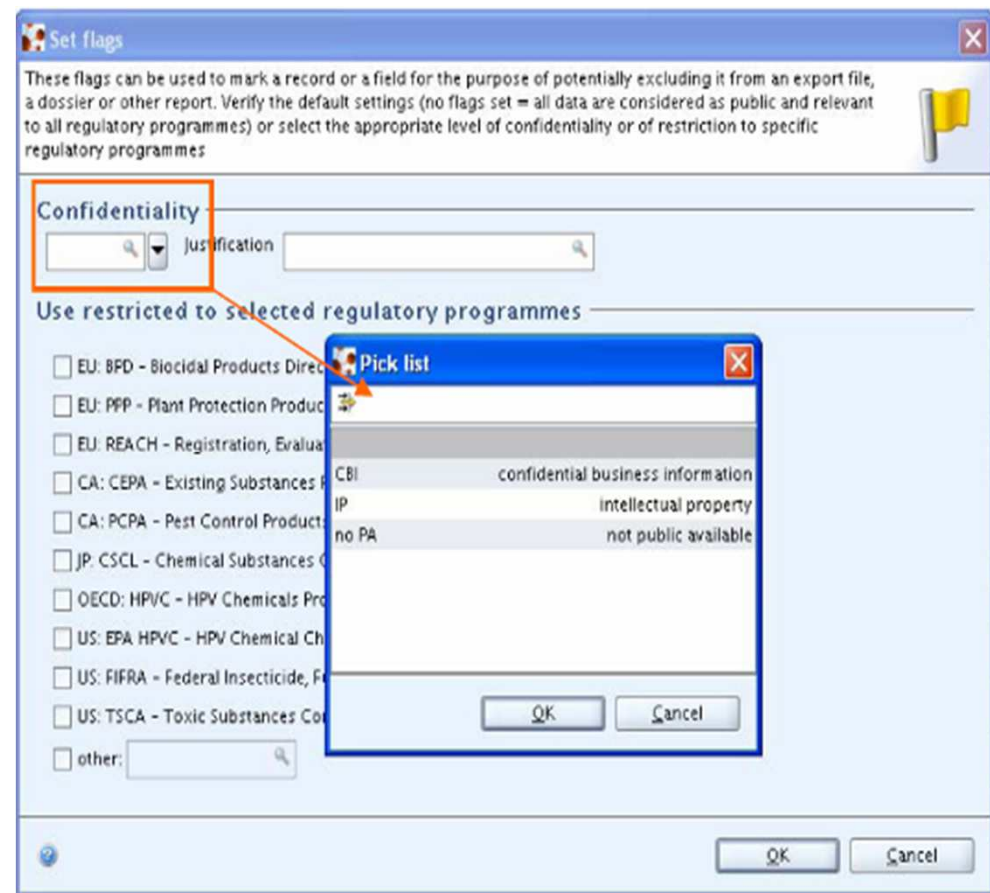 Set flags
These flags can be used to mark a record or a field for the purpose of potentially excluding it from an export file,
a dossier or other report. Verify the default settings (no flags set = all data are considered as public and relevant
to all regulatory programmes) or select the appropriate level of confidentiality or of restriction to specific
regulatory programmes
Confidentiality
Justification
Use restricted to selected regulatory programmes
EU: BPD - Biocidal Products Direc
EU: PPP - Plant Protection Produc
EU: REACH - Registration, Evalua
CA: CEPA - Existing Substances
CA: PCPA - Pest Control Product
JP: CSCL - Chemical Substances
OECD: HPVC - HPV Chemicals Pro
US: EPA HPVC - HPV Chemical Ch
US: FIFRA - Federal Insecticide, F
US: TSCA - Toxic Substances Co
other:
Pick list
CBI confidential business information
IP intellectual property
no PA not public available
OK Cancel
OK Cancel